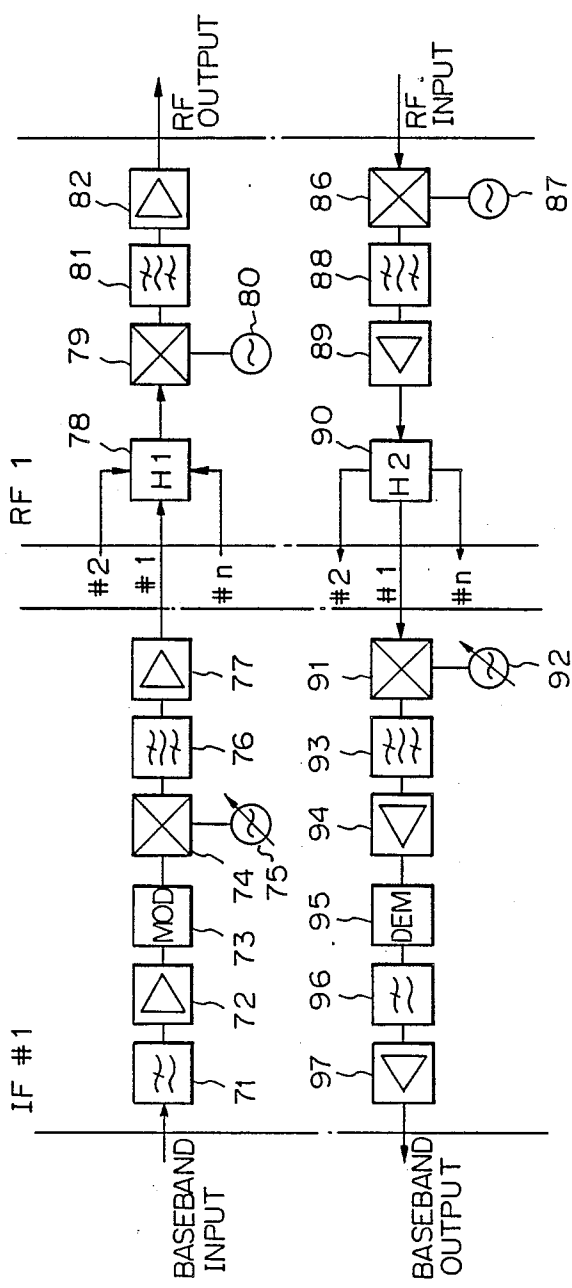 IF #1
RF 1
BASEBAND
INPUT
71
72
MOD
73
74
75
76
77
#2
#1
#n
H1
78
79
80
81
82
RF
OUTPUT
BASEBAND
OUTPUT
97
96
DEM
95
94
93
91
92
#2
#1
#n
H2
90
89
88
86
87
RF
INPUT